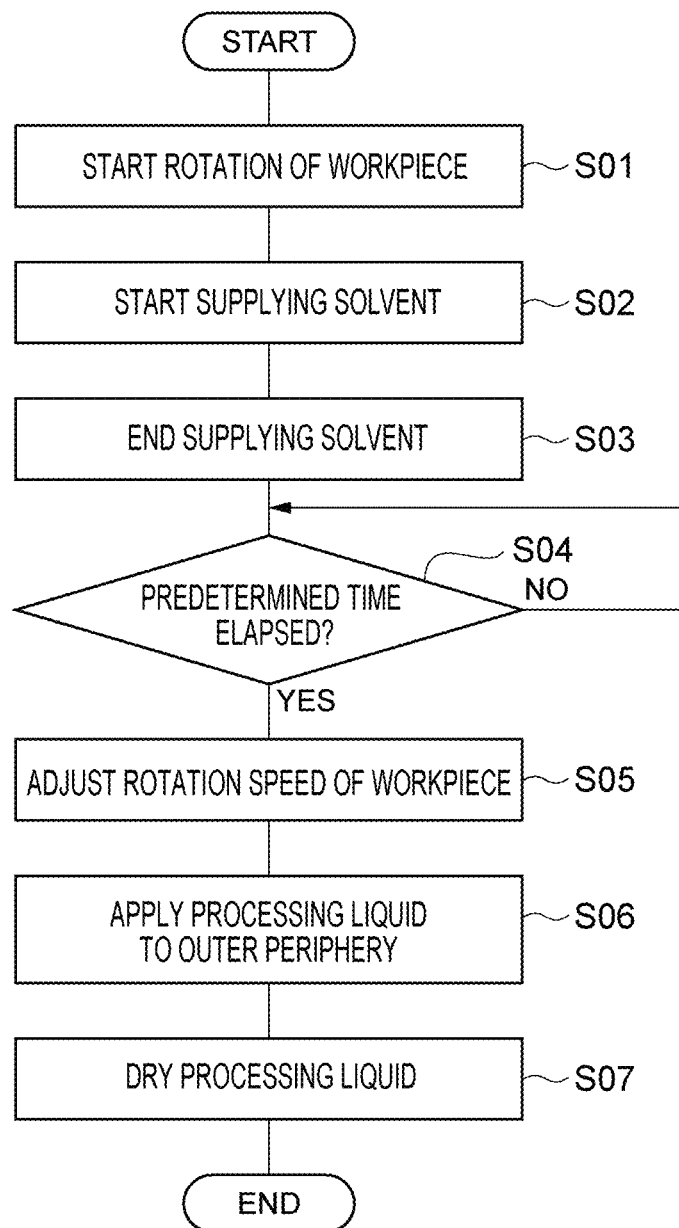 START
START ROTATION OF WORKPIECE
S01
START SUPPLYING SOLVENT
S02
END SUPPLYING SOLVENT
S03
S04
PREDETERMINED TIME
ELAPSED?
NO
YES
ADJUST ROTATION SPEED OF WORKPIECE
S05
APPLY PROCESSING LIQUID
TO OUTER PERIPHERY
S06
DRY PROCESSING LIQUID
S07
END